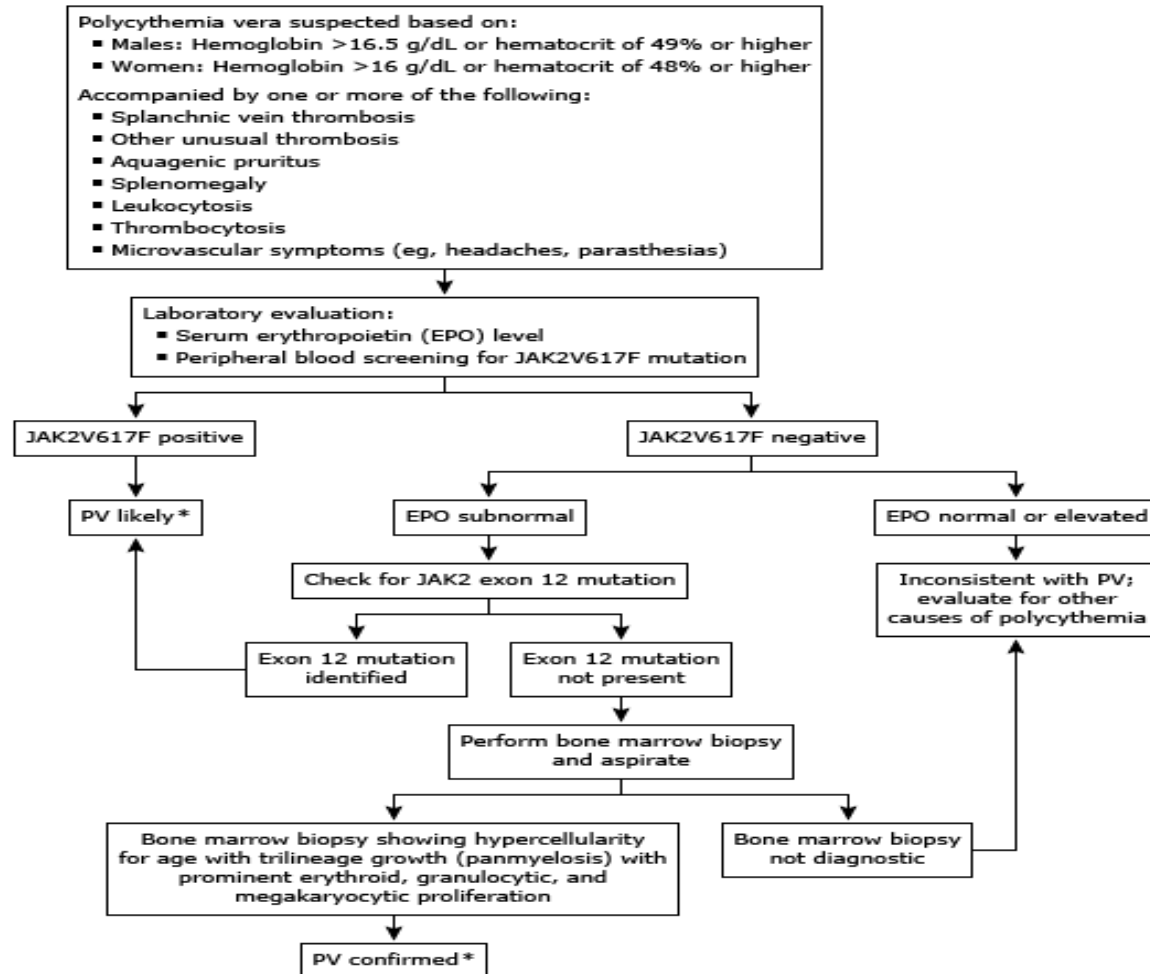 Polycythemia vera suspected based on:
▪ Males: Hemoglobin >16.5 g/dL or hematocrit of 49% or higher
▪ Women: Hemoglobin >16 g/dL or hematocrit of 48% or higher
Accompanied by one or more of the following:
▪ Splanchnic vein thrombosis
▪ Other unusual thrombosis
▪ Aquagenic pruritus
▪ Splenomegaly
▪ Leukocytosis
▪ Thrombocytosis
▪ Microvascular symptoms (eg, headaches, parasthesias)
Laboratory evaluation:
▪ Serum erythropoietin (EPO) level
▪ Peripheral blood screening for JAK2V617F mutation
JAK2V617F positive
JAK2V617F negative
PV likely*
EPO subnormal
EPO normal or elevated
Check for JAK2 exon 12 mutation
Inconsistent with PV;
evaluate for other
causes of polycythemia
Exon 12 mutation
identified
Exon 12 mutation
not present
Perform bone marrow biopsy
and aspirate
Bone marrow biopsy showing hypercellularity
for age with trilineage growth (panmyelosis) with
prominent erythroid, granulocytic, and
megakaryocytic proliferation
Bone marrow biopsy
not diagnostic
PV confirmed*